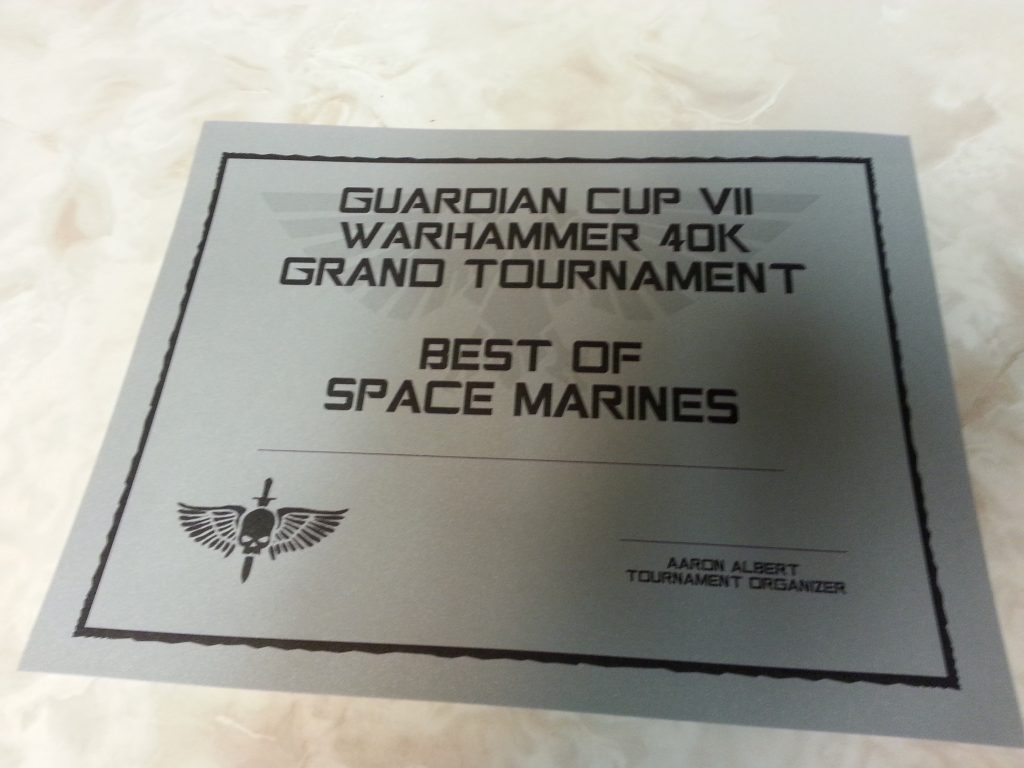 GUARDIAN CUP VII
WARHAMMER 40K
GRAND TOURNAMENT
BEST OF
SPACE MARINES
AARON ALBERT
TOURNAMENT ORGANIZER